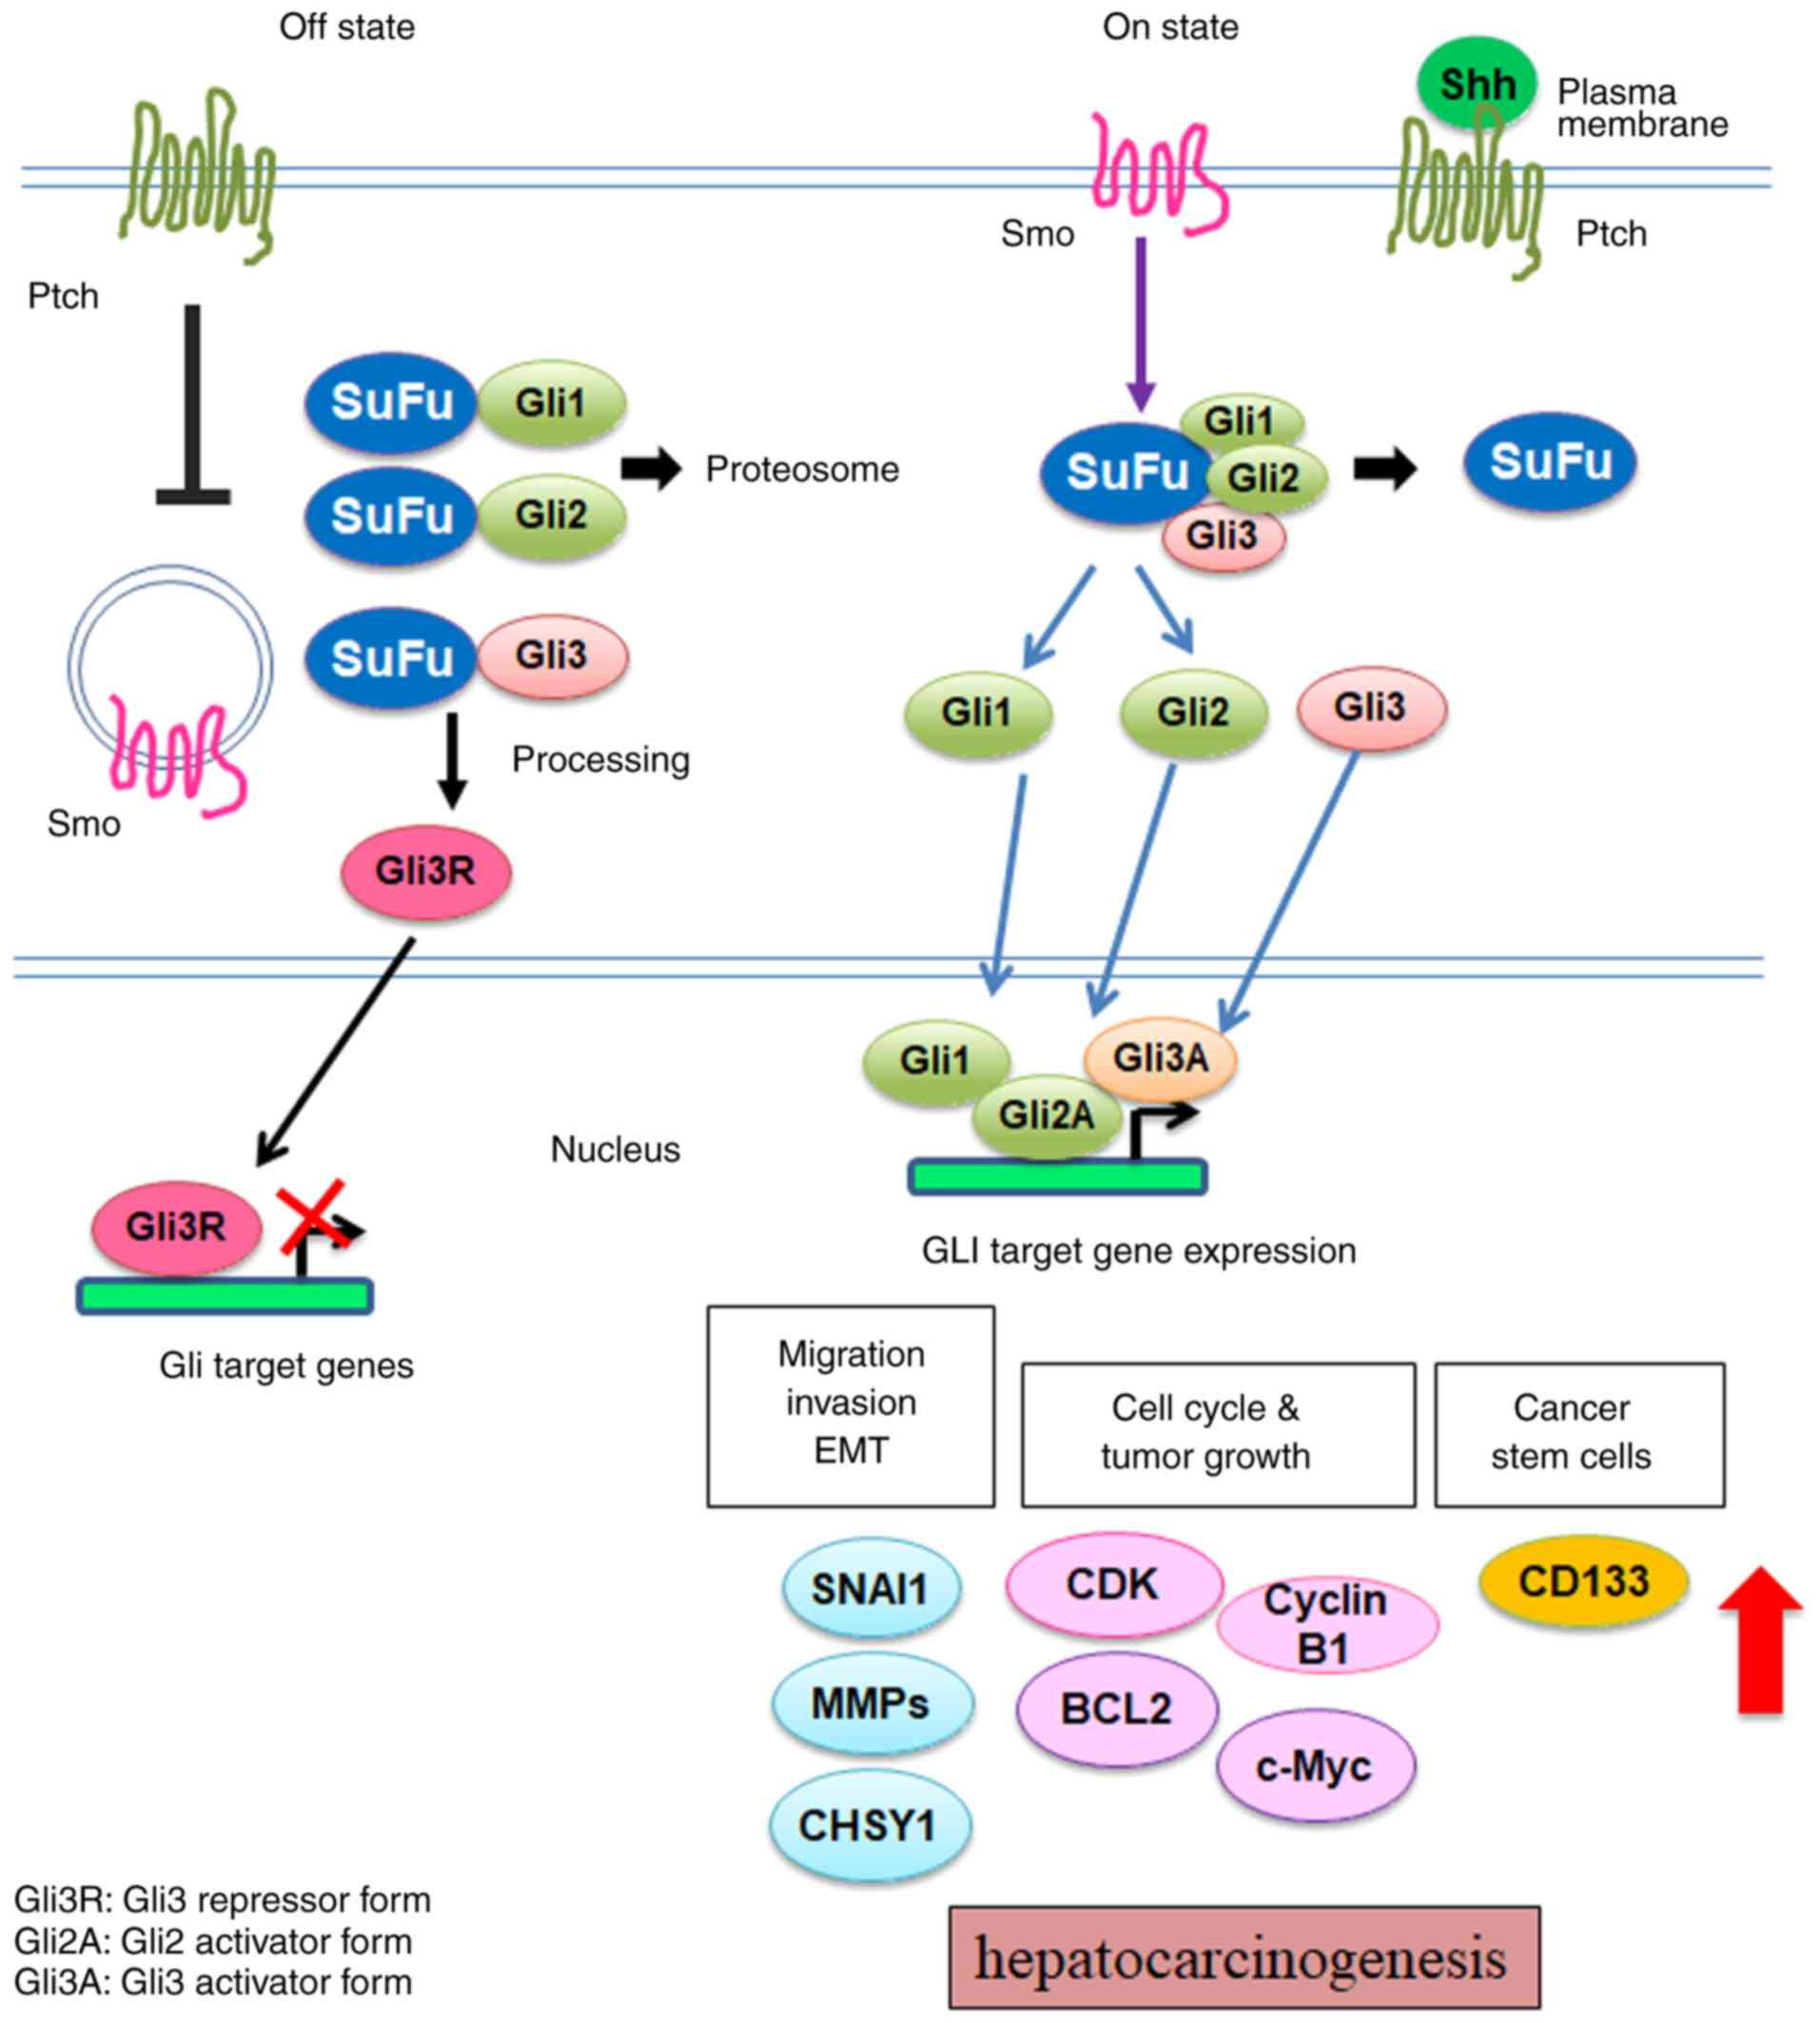 Off state
On state
Shh
Plasma
membrane
Smo
Ptch
Ptch
SuFu
Gli1
SuFu
Gli2
Proteosome
SuFu
Gli3
Processing
Smo
Gli3R
Gli1
SuFu
Gli2
Gli3
SuFu
Gli1
Gli2
Gli3
Gli3R
Nucleus
Gli1
Gli2A
Gli3A
Gli target genes
GLI target gene expression
Migration
invasion
EMT
Cell cycle &
tumor growth
Cancer
stem cells
SNAI1
MMPs
CHSY1
CDK
Cyclin
B1
BCL2
c-Myc
CD133
Gli3R: Gli3 repressor form
Gli2A: Gli2 activator form
Gli3A: Gli3 activator form
hepatocarcinogenesis